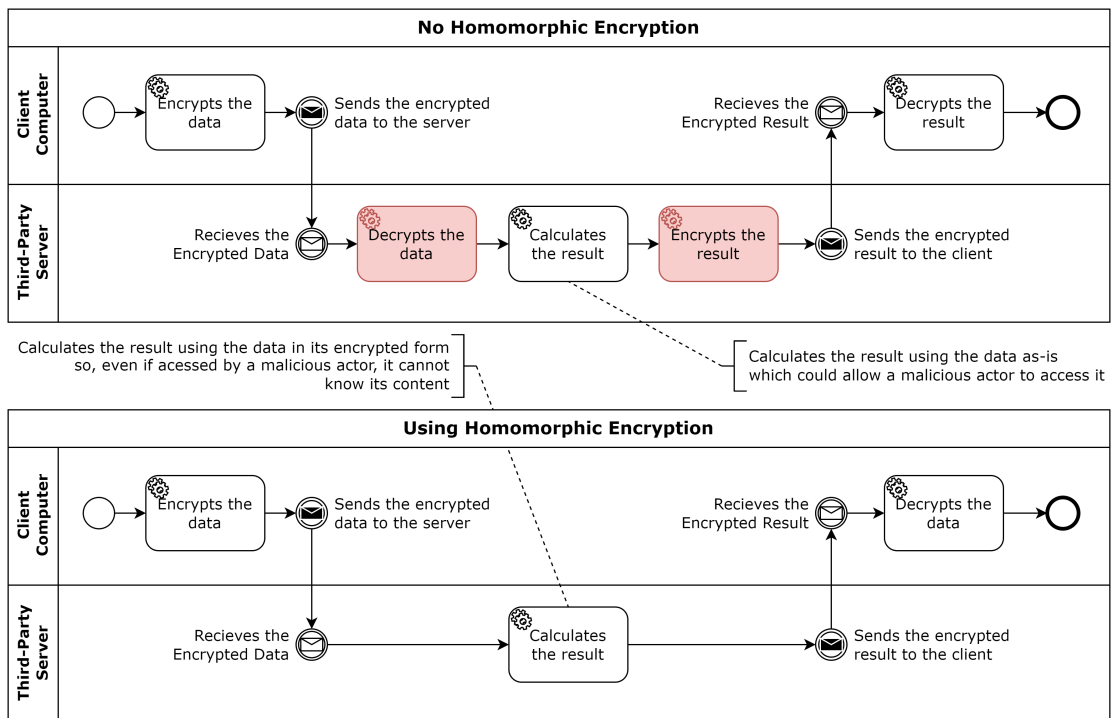 No Homomorphic Encryption
Client
Computer
Encrypts the
data
Sends the encrypted
data to the server
Recieves the
Encrypted Result
Decrypts the
result
Third-Party
Server
Recieves the
Encrypted Data
Decrypts the
data
Calculates
the result
Encrypts the
result
Sends the encrypted
result to the client
Calculates the result using the data in its encrypted form
so, even if acessed by a malicious actor, it cannot
know its content
Calculates the result using the data as-is
which could allow a malicious actor to access it
Using Homomorphic Encryption
Client
Computer
Encrypts the
data
Sends the encrypted
data to the server
Recieves the
Encrypted Result
Decrypts the
data
Third-Party
Server
Recieves the
Encrypted Data
Calculates
the result
Sends the encrypted
result to the client